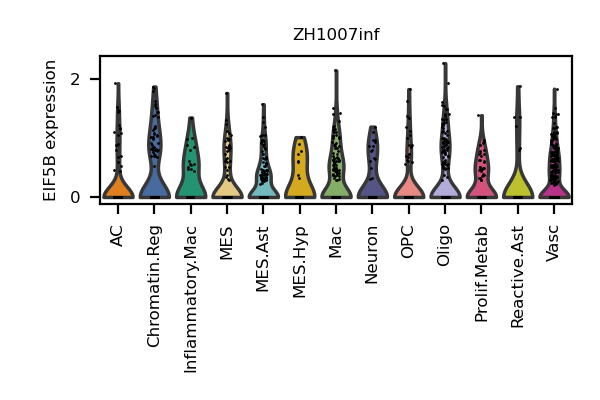 ZH1007inf
EIF5B expression
2
0
AC
Chromatin.Reg
Inflammatory.Mac
MES
MES.Ast
MES.Hyp
Mac
Neuron
OPC
Oligo
Prolif.Metab
Reactive.Ast
Vasc